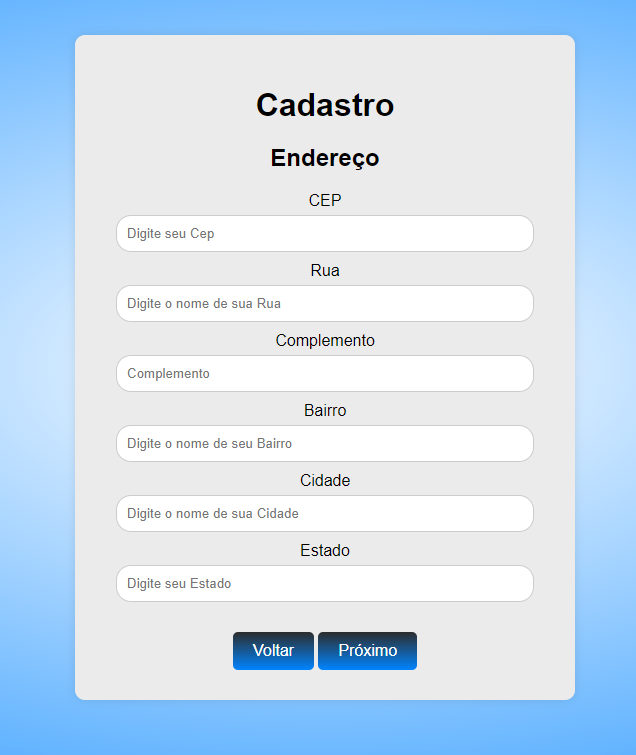 Cadastro
Endereço
CEP
Digite seu Cep
Rua
Digite o nome de sua Rua
Complemento
Complemento
Bairro
Digite o nome de seu Bairro
Cidade
Digite o nome de sua Cidade
Estado
Digite seu Estado
Voltar Próximo